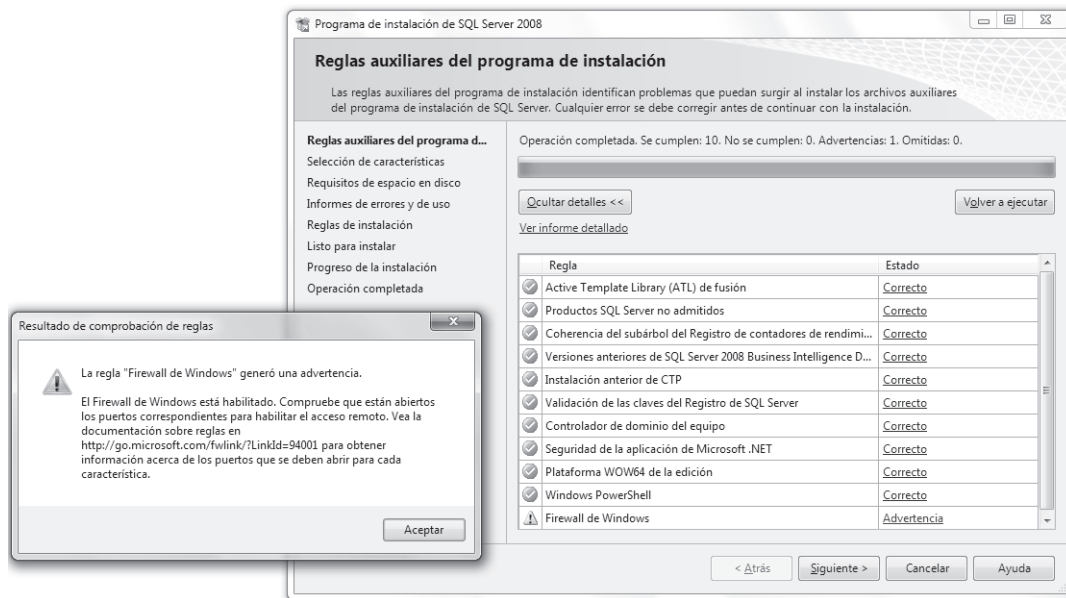 Programa de instalación de SQL Server 2008
Reglas auxiliares del programa de instalación
Las reglas auxiliares del programa de instalación identifican problemas que puedan surgir al instalar los archivos auxiliares
del programa de instalación de SQL Server. Cualquier error se debe corregir antes de continuar con la instalación.
Reglas auxiliares del programa d...
Selección de características
Requisitos de espacio en disco
Informes de errores y de uso
Reglas de instalación
Listo para instalar
Progreso de la instalación
Operación completada
Operación completada. Se cumplen: 10. No se cumplen: 0. Advertencias: 1. Omitidas: 0.
Ocultar detalles <<
Volver a ejecutar
Ver informe detallado
Regla Estado
Active Template Library (ATL) de fusión Correcto
Productos SQL Server no admitidos Correcto
Coherencia del subárbol del Registro de contadores de rendimi... Correcto
Versiones anteriores de SQL Server 2008 Business Intelligence D... Correcto
Instalación anterior de CTP Correcto
Validación de las claves del Registro de SQL Server Correcto
Controlador de dominio del equipo Correcto
Seguridad de la aplicación de Microsoft .NET Correcto
Plataforma WOW64 de la edición Correcto
Windows PowerShell Correcto
Firewall de Windows Advertencia
< Atrás
Siguiente >
Cancelar
Ayuda
Resultado de comprobación de reglas
La regla "Firewall de Windows" generó una advertencia.
El Firewall de Windows está habilitado. Compruebe que están abiertos
los puertos correspondientes para habilitar el acceso remoto. Vea la
documentación sobre reglas en
http://go.microsoft.com/fwlink/?LinkId=94001 para obtener
información acerca de los puertos que se deben abrir para cada
característica.
Aceptar